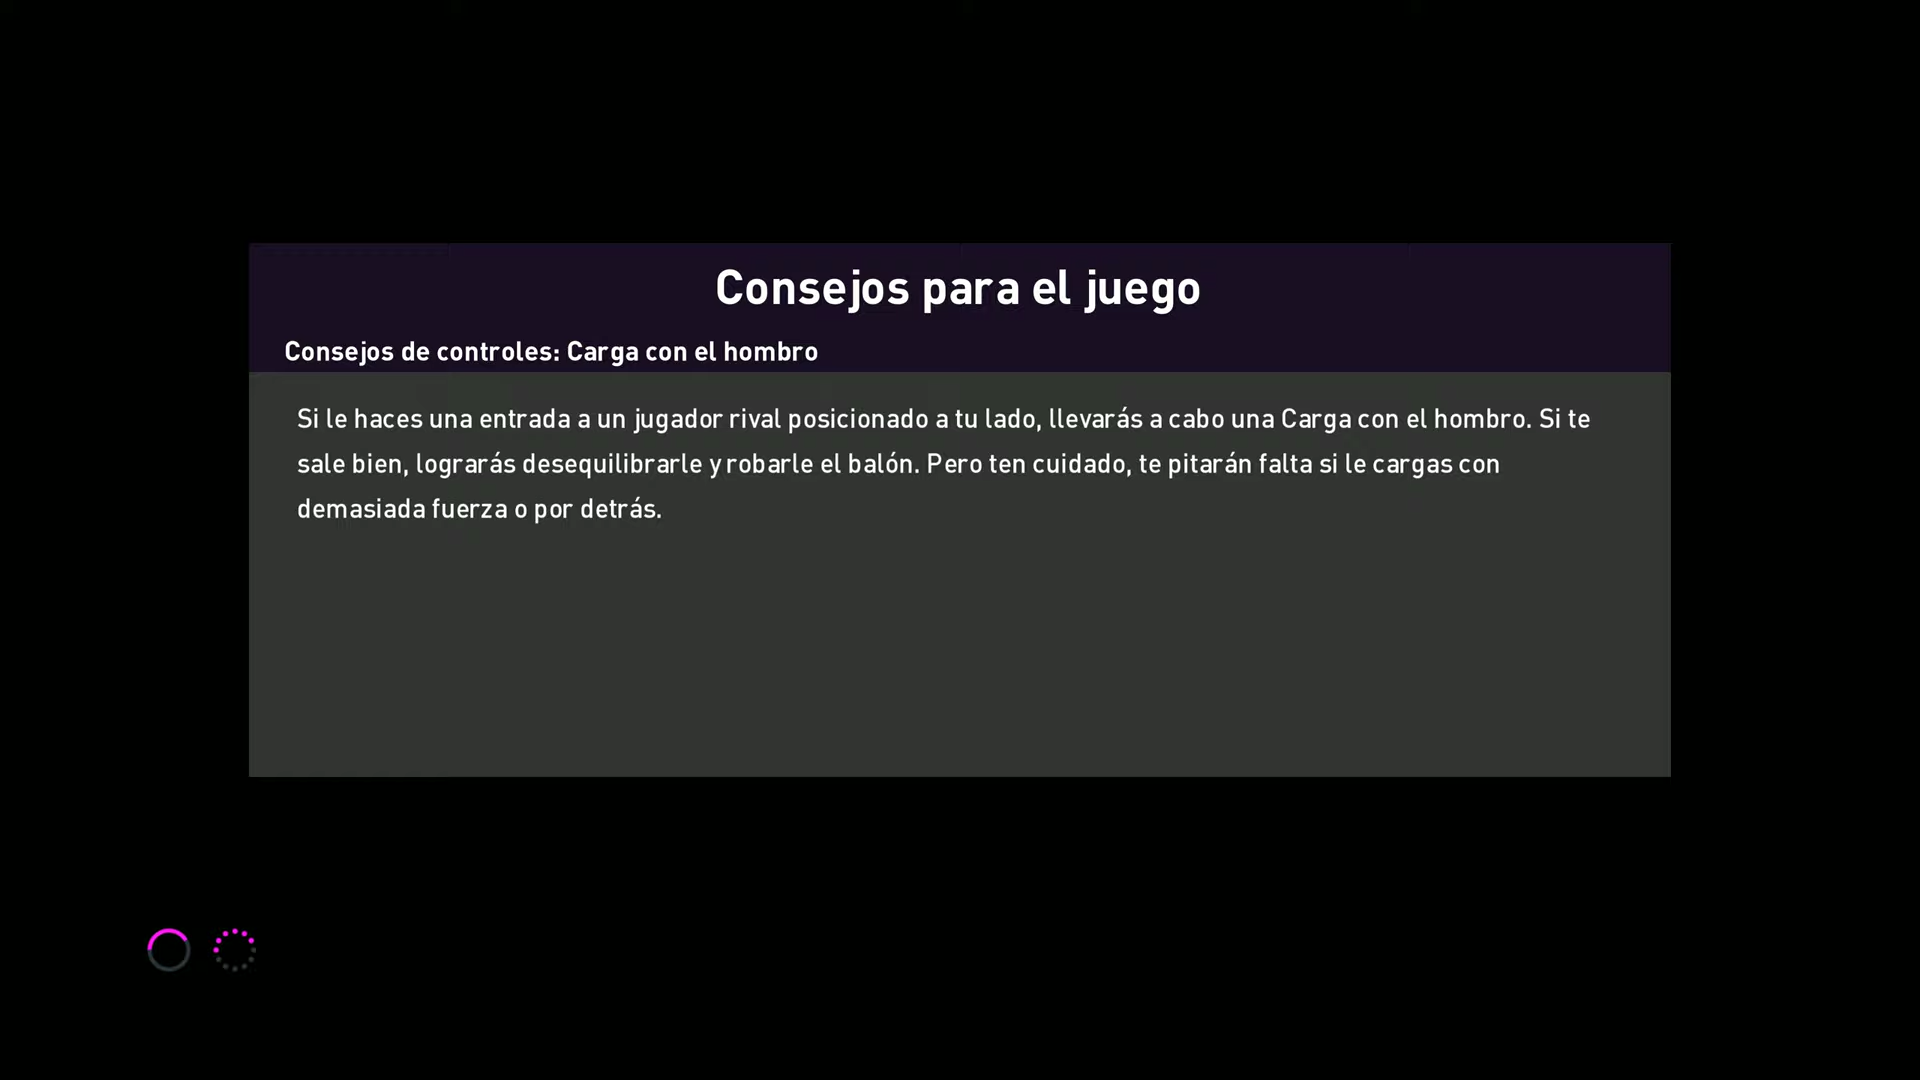 Consejos para el juego
Consejos de controles: Carga con el hombro
Si le haces una entrada a un jugador rival posicionado a tu lado, llevarás a cabo una Carga con el hombro. Si te
sale bien, lograrás desequilibrarle y robarle el balón. Pero ten cuidado, te pitarán falta si le cargas con
demasiada fuerza o por detrás.